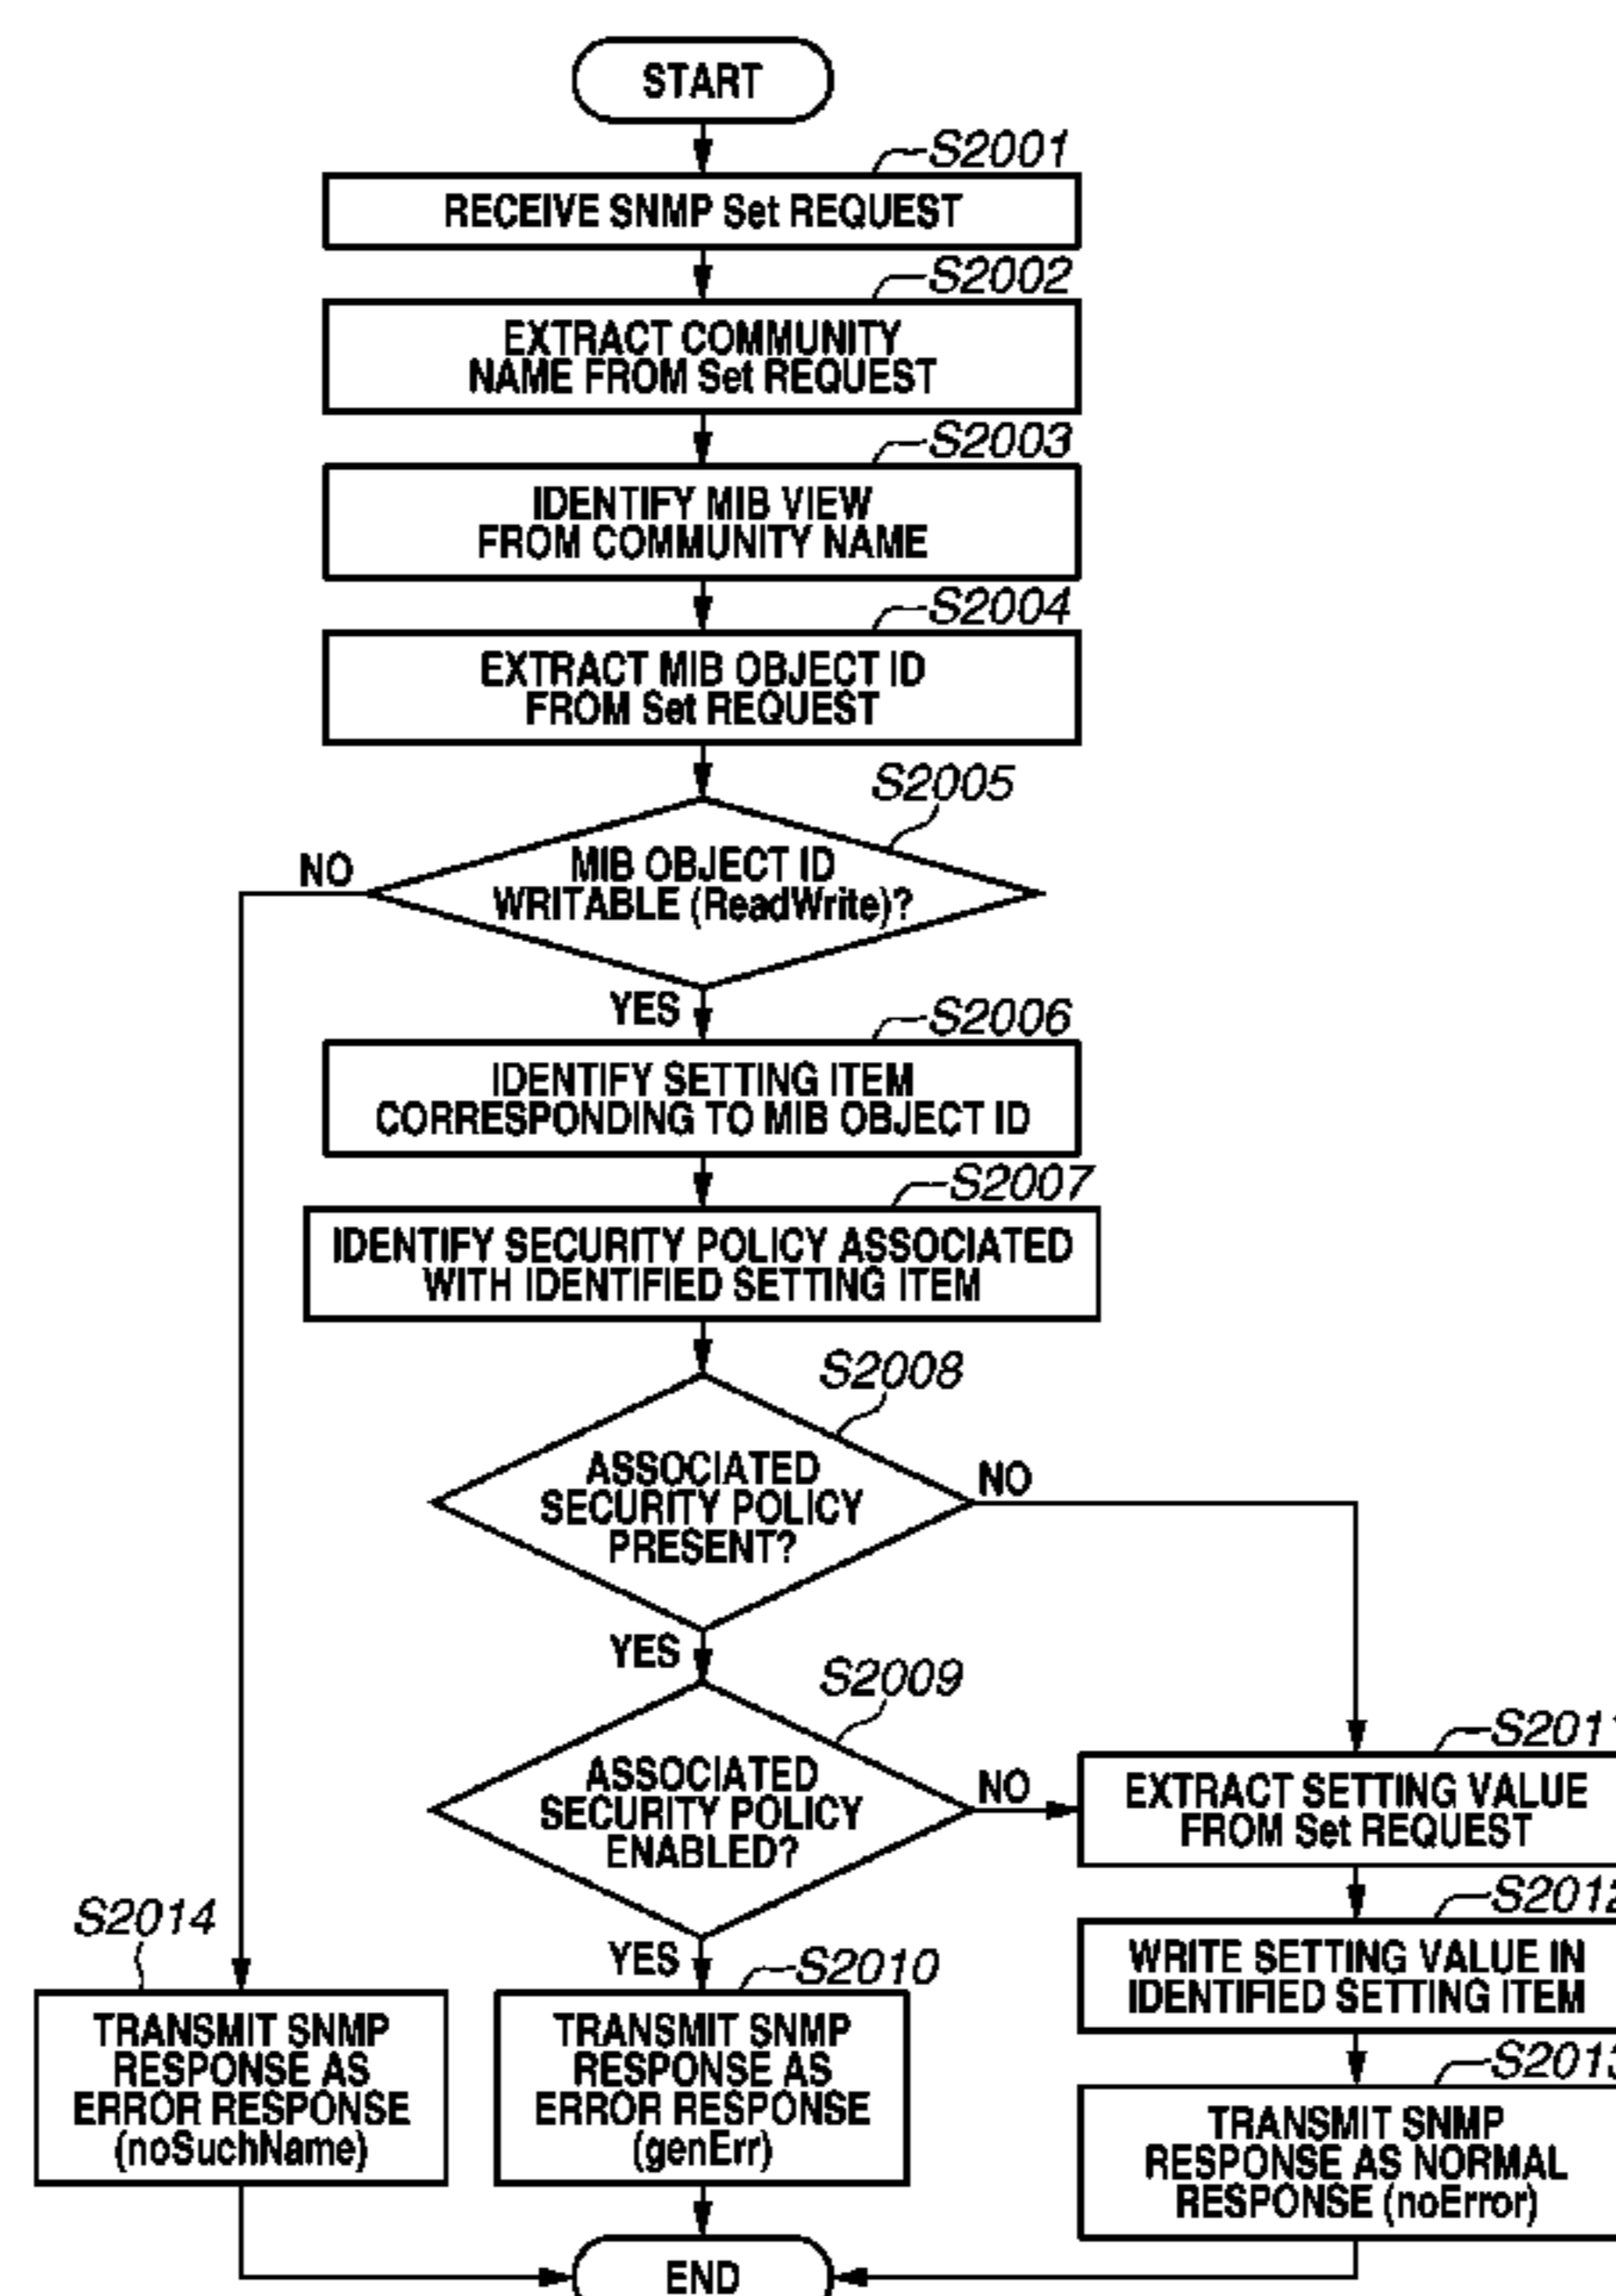 START
S2001
RECEIVE SNMP Set REQUEST
S2002
EXTRACT COMMUNITY
NAME FROM Set REQUEST
S2003
IDENTIFY MIB VIEW
FROM COMMUNITY NAME
S2004
EXTRACT MIB OBJECT ID
FROM Set REQUEST
S2005
MIB OBJECT ID
WRITABLE (ReadWrite)?
NO
YES
S2006
IDENTIFY SETTING ITEM
CORRESPONDING TO MIB OBJECT ID
S2007
IDENTIFY SECURITY POLICY ASSOCIATED
WITH IDENTIFIED SETTING ITEM
S2008
ASSOCIATED
SECURITY POLICY
PRESENT?
NO
YES
S2009
ASSOCIATED
SECURITY POLICY
ENABLED?
NO
YES
S2011
EXTRACT SETTING VALUE
FROM Set REQUEST
S2012
WRITE SETTING VALUE IN
IDENTIFIED SETTING ITEM
S2013
TRANSMIT SNMP
RESPONSE AS NORMAL
RESPONSE (noError)
S2014
TRANSMIT SNMP
RESPONSE AS
ERROR RESPONSE
(noSuchName)
S2010
TRANSMIT SNMP
RESPONSE AS
ERROR RESPONSE
(genErr)
END